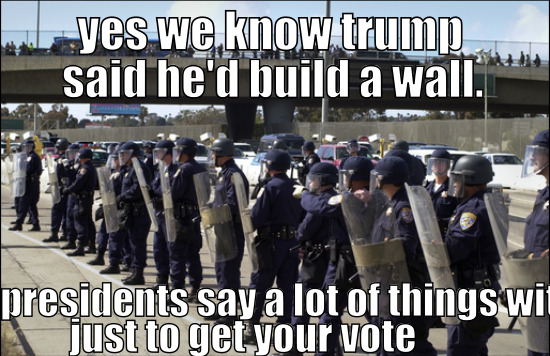 yes we know trump
said he'd build a wall.
presidents say a lot of things wit
just to get your vote